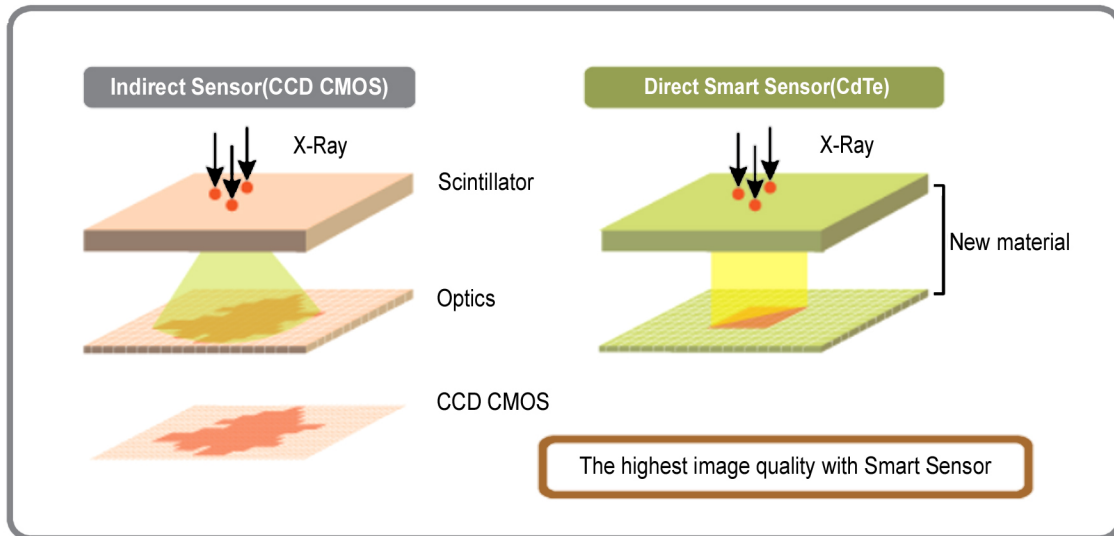 Indirect Sensor(CCD CMOS)
X-Ray
Scintillator
Optics
CCD CMOS
Direct Smart Sensor(CdTe)
X-Ray
New material
The highest image quality with Smart Sensor